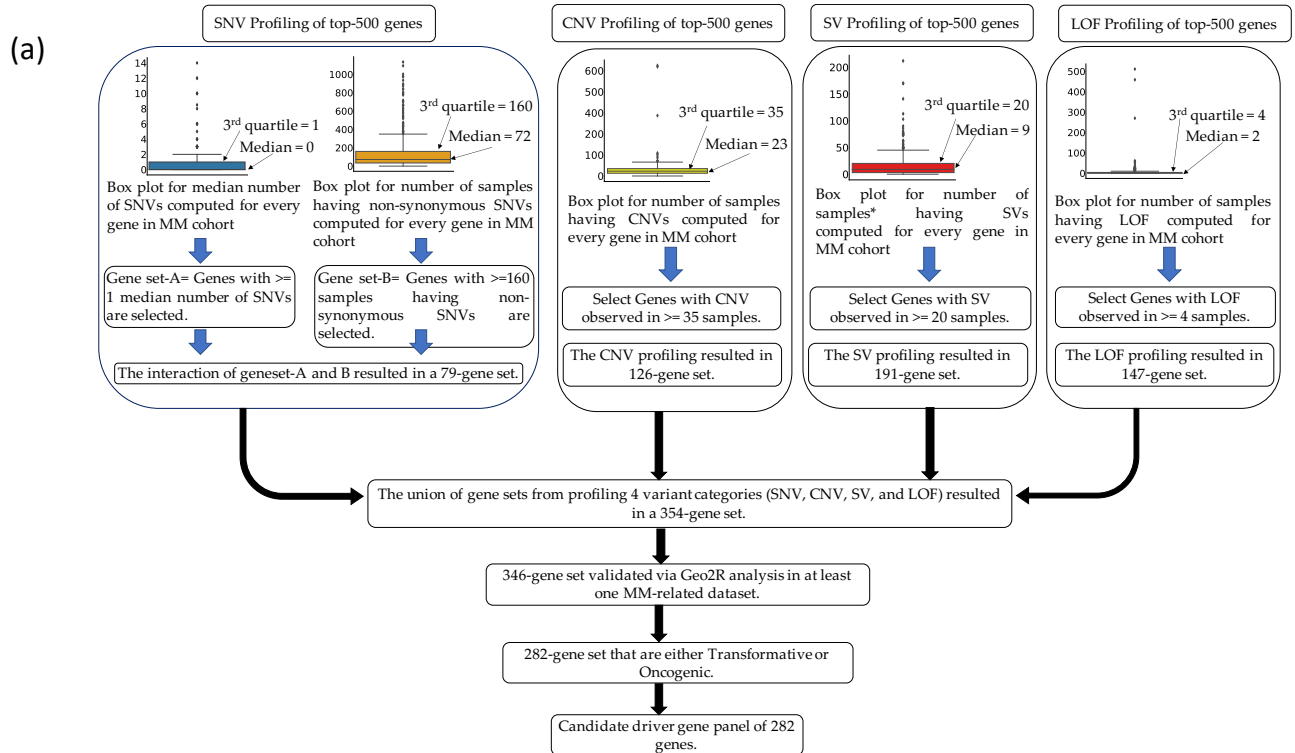 (a)
SNV Profiling of top-500 genes
14
12
10
8
6
4
2
0
3rd quartile = 1
Median = 0
Box plot for median number
of SNVs computed for every
gene in MM cohort
Gene set-A= Genes with >=
1 median number of SNVs
are selected.
1000
800
600
400
200
0
3rd quartile = 160
Median = 72
Box plot for number of samples
having non-synonymous SNVs
computed for every gene in MM
cohort
Gene set-B= Genes with >=160
samples having non-
synonymous SNVs are
selected.
The interaction of geneset-A and B resulted in a 79-gene set.
CNV Profiling of top-500 genes
600
500
400
300
200
100
0
3rd quartile = 35
Median = 23
Box plot for number of samples
having CNVs computed for
every gene in MM cohort
Select Genes with CNV
observed in >= 35 samples.
The CNV profiling resulted in
126-gene set.
SV Profiling of top-500 genes
200
150
100
50
0
3rd quartile = 20
Median = 9
Box plot for number of
samples* having SVs
computed for every gene in
MM cohort
Select Genes with SV
observed in >= 20 samples.
The SV profiling resulted in
191-gene set.
LOF Profiling of top-500 genes
500
400
300
200
100
0
3rd quartile = 4
Median = 2
Box plot for number of samples
having LOF computed for
every gene in MM cohort
Select Genes with LOF
observed in >= 4 samples.
The LOF profiling resulted in
147-gene set.
The union of gene sets from profiling 4 variant categories (SNV, CNV, SV, and LOF) resulted
in a 354-gene set.
346-gene set validated via Geo2R analysis in at least
one MM-related dataset.
282-gene set that are either Transformative or
Oncogenic.
Candidate driver gene panel of 282
genes.